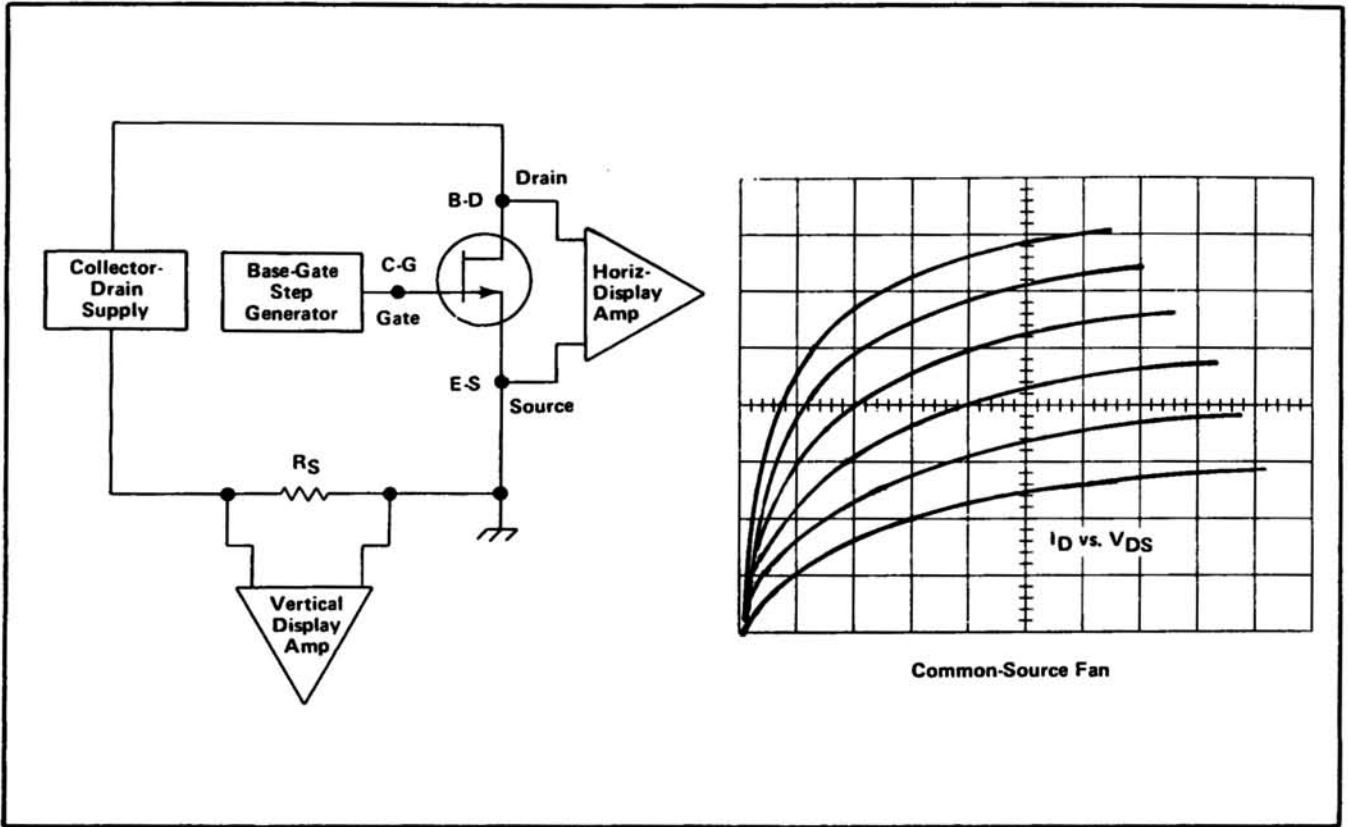 Drain
B-D
Collector-
Drain
Supply
Base-Gate
Step
Generator
C-G
Gate
Horiz-
Display
Amp
E-S
Source
RS
Vertical
Display
Amp
ID vs. VDS
Common-Source Fan